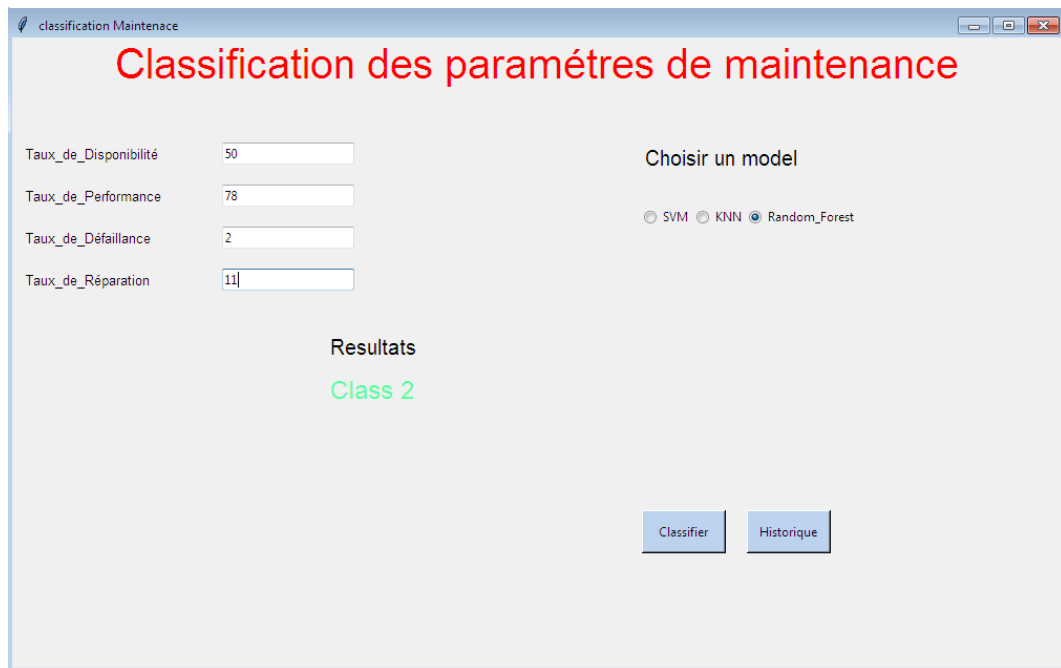 classification Maintenace
Classification des paramétres de maintenance
Taux_de_Disponibilité 50
Taux_de_Performance 78
Taux_de_Défaillance 2
Taux_de_Réparation 11
Choisir un model
SVM KNN Random_Forest
Resultats
Class 2
Classifier Historique